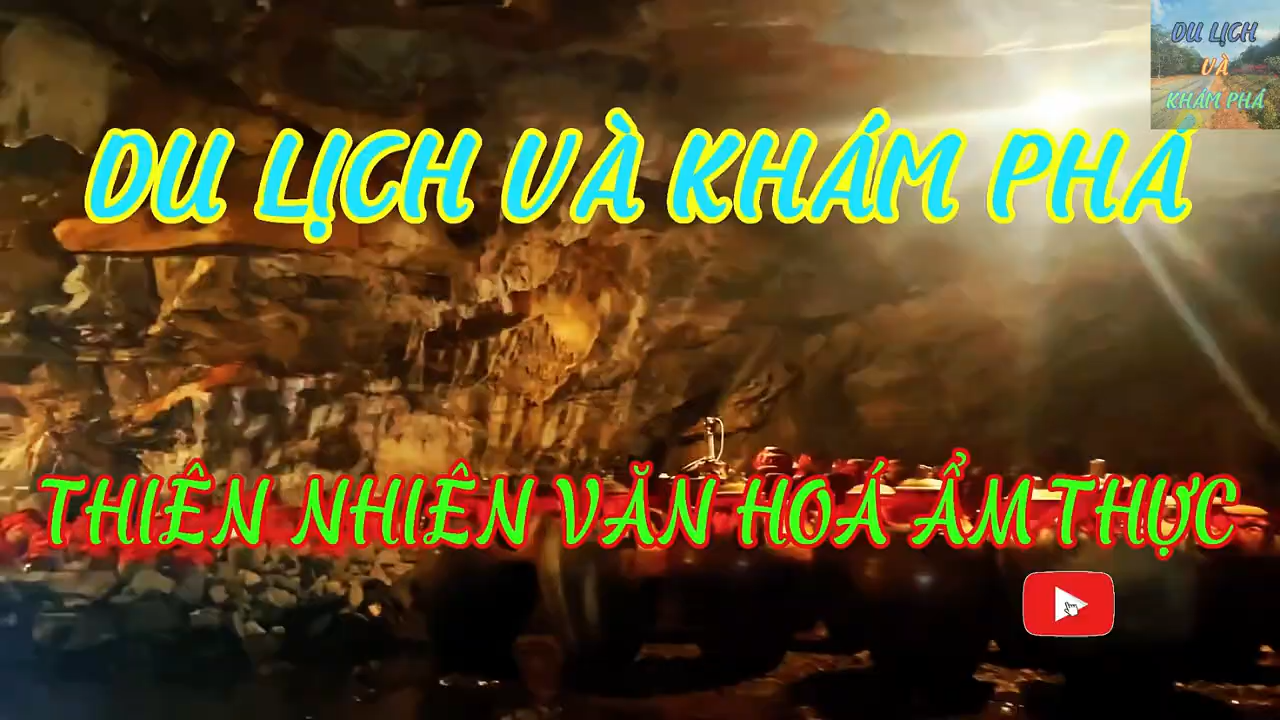 DU LỊCH
VÀ
KHÁM PHÁ
DU LỊCH VÀ KHÁM PHÁ
THIÊN NHIÊN VĂN HOÁ ẨM THỰC